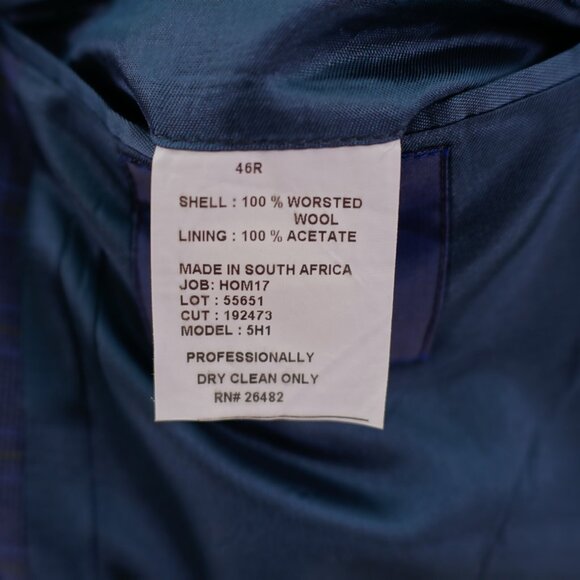 46R
SHELL : 100 % WORSTED
WOOL
LINING : 100 % ACETATE
MADE IN SOUTH AFRICA
JOB: HOM17
LOT : 55651
CUT : 192473
MODEL : 5H1
PROFESSIONALLY
DRY CLEAN ONLY
RN# 26482